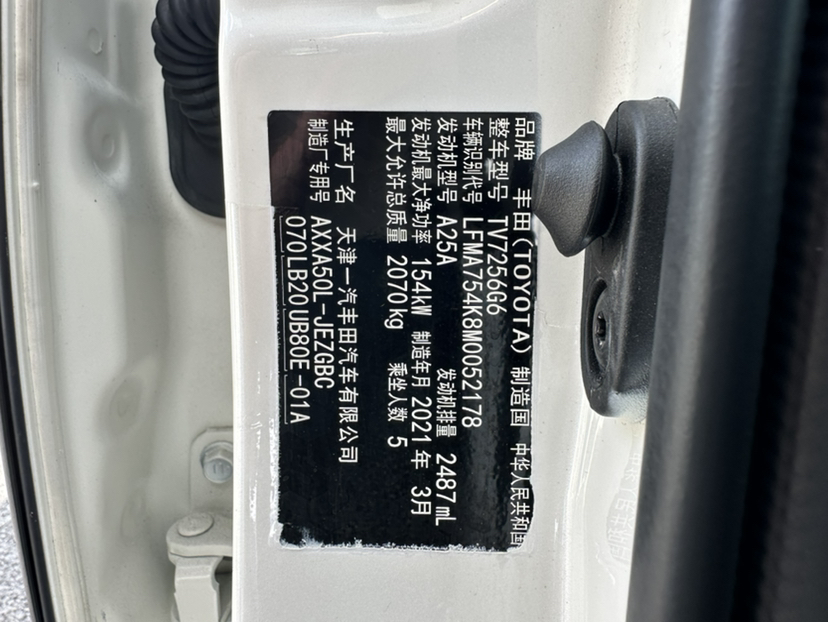 品牌 丰田(TOYOTA) 制造国 中华人民共和国
整车型号 TV7256G6
车辆识别代号 LFMA754K8M0052178
发动机型号 A25A 发动机排量 2487mL
发动机最大净功率 154kW 制造年月 2021年 3月
最大允许总质量 2070kg 乘坐人数 5
生产厂名 天津一汽丰田汽车有限公司
制造厂专用号 AXXA50L-JEZGBC
070LB20UB80E-01A